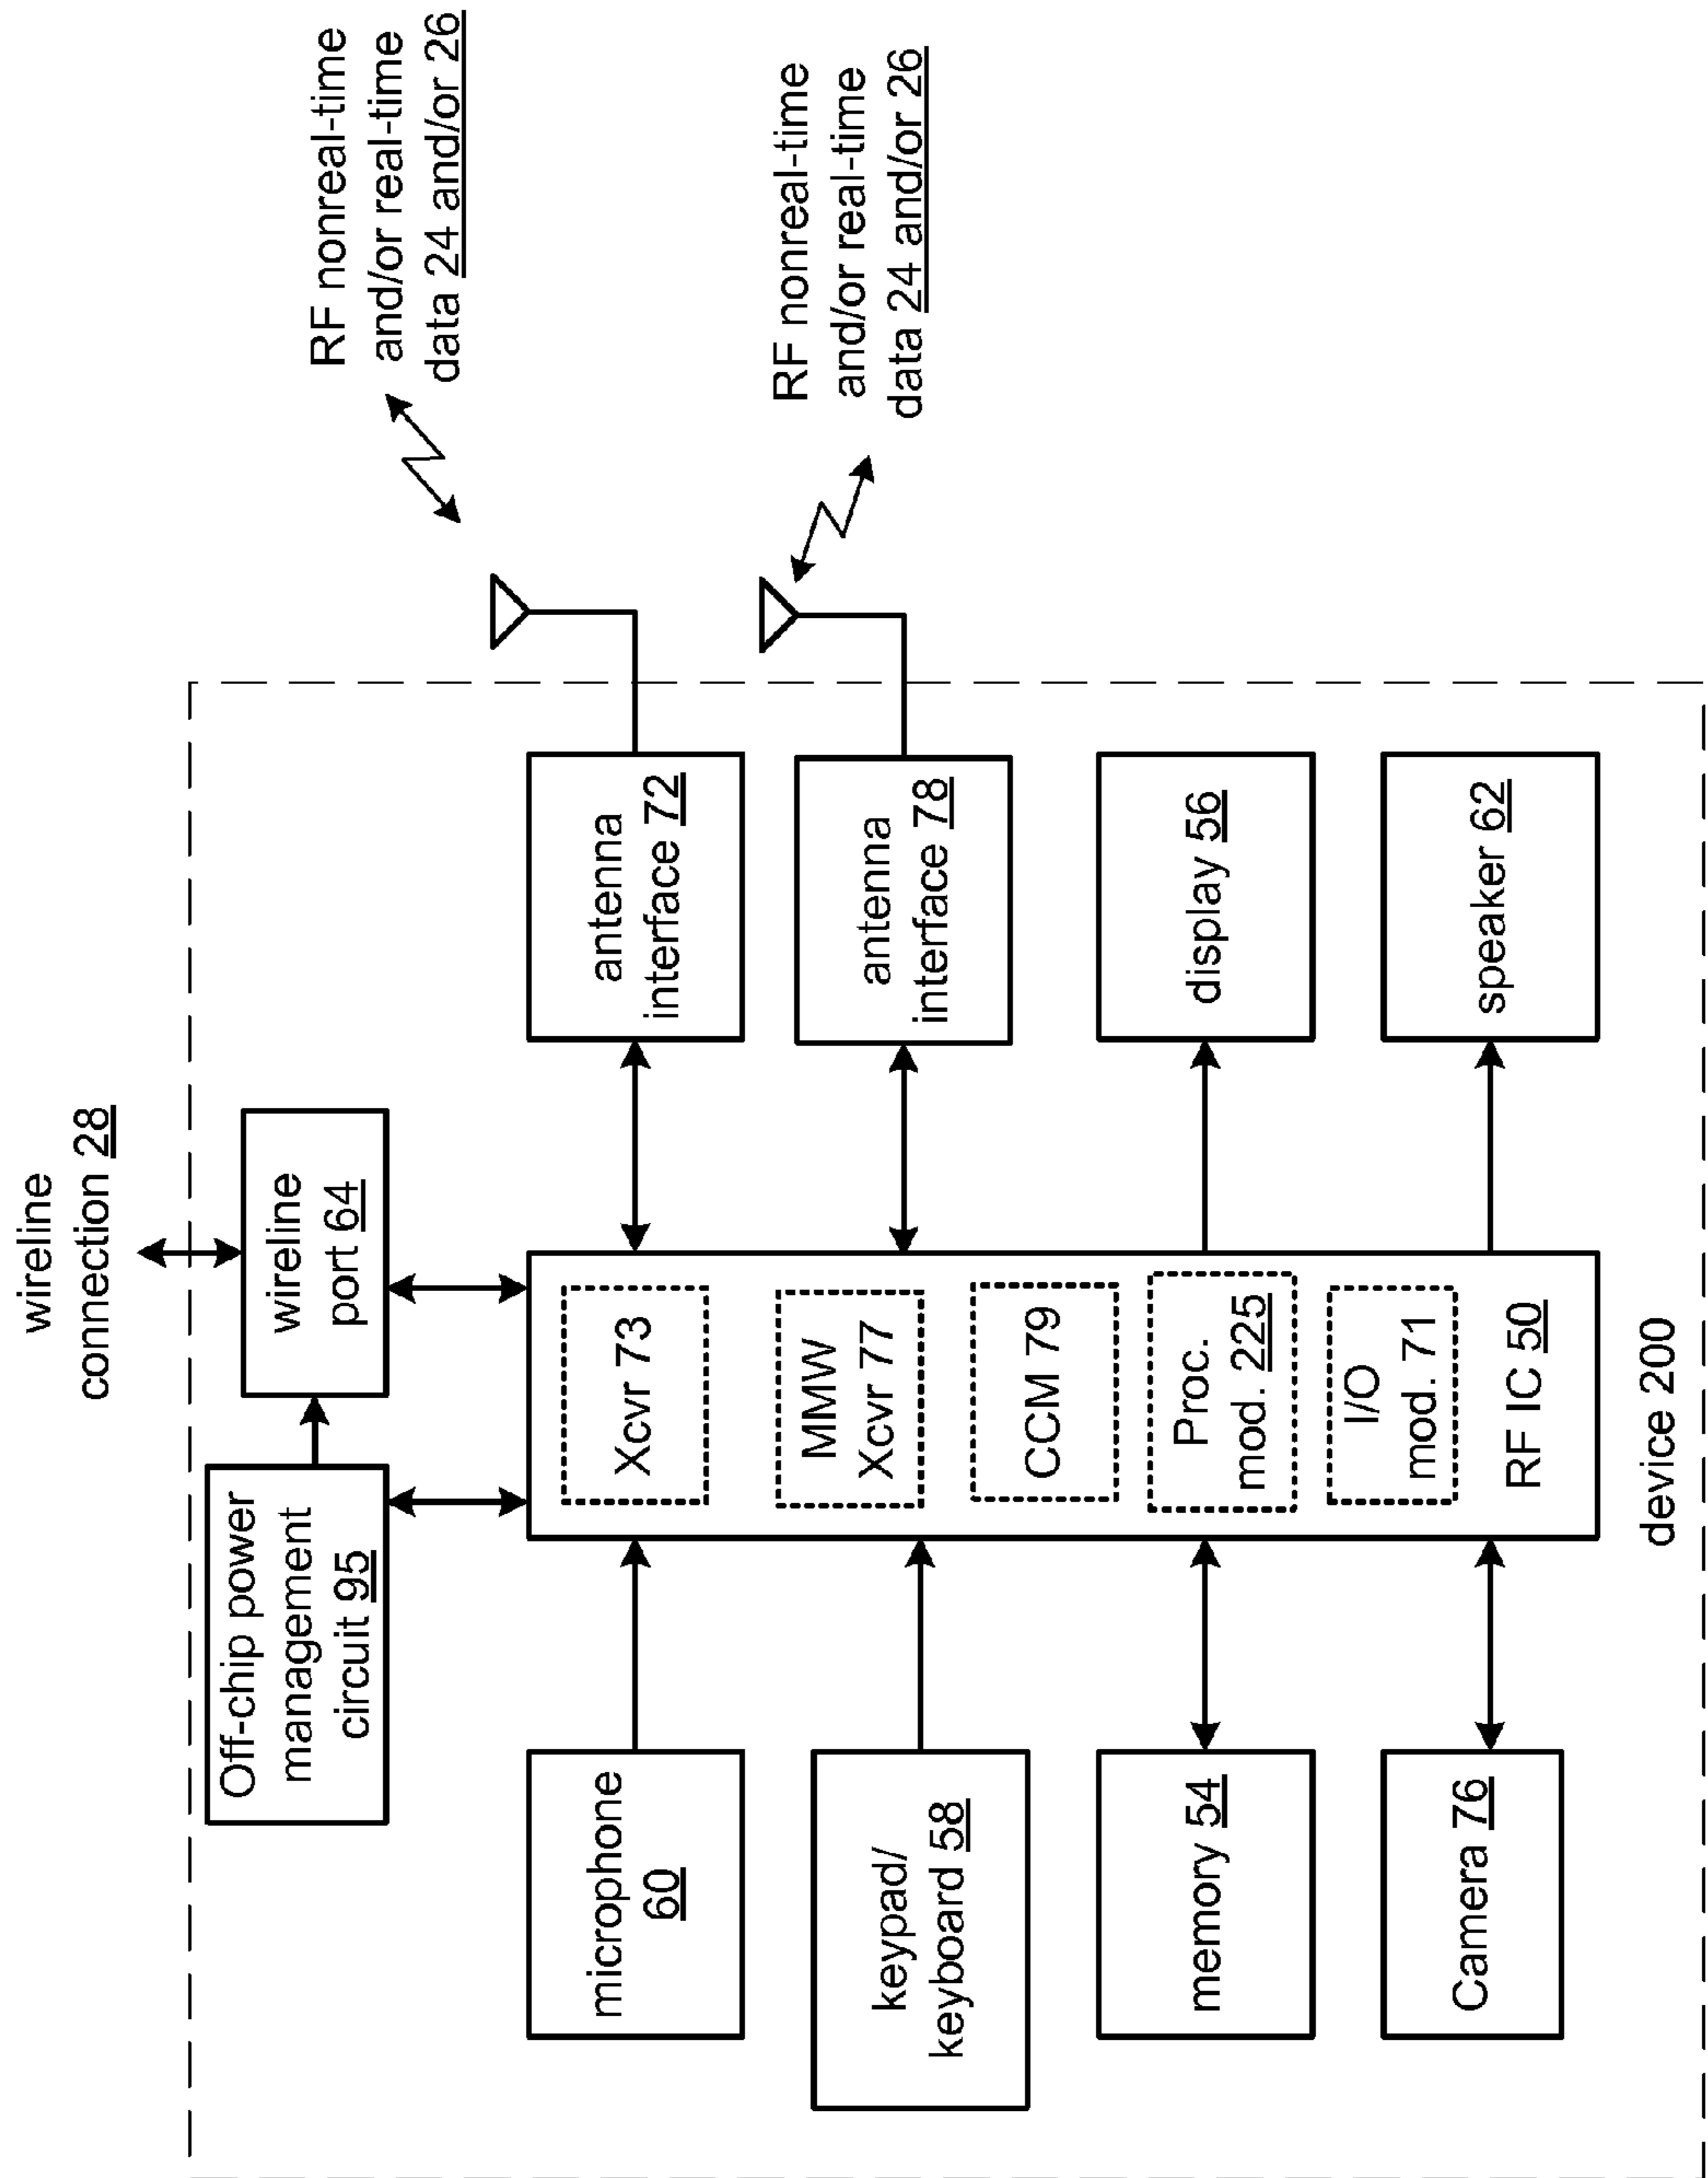 wireline
connection 28
Off-chip power
management
circuit 95
wireline
port 64
RF nonreal-time
and/or real-time
data 24 and/or 26
RF nonreal-time
and/or real-time
data 24 and/or 26
microphone
60
keypad/
keyboard 58
memory 54
Camera 76
Xcvr 73
MMW
Xcvr 77
CCM 79
Proc.
mod. 225
I/O
mod. 71
RF IC 50
antenna
interface 72
antenna
interface 78
display 56
speaker 62
device 200